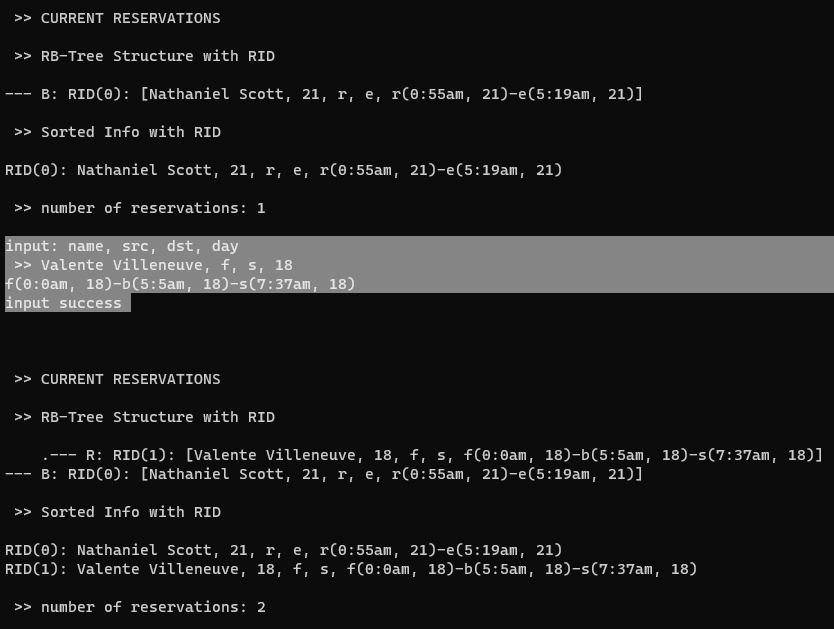 >> CURRENT RESERVATIONS
>> RB-Tree Structure with RID
--- B: RID(0): [Nathaniel Scott, 21, r, e, r(0:55am, 21)-e(5:19am, 21)]
>> Sorted Info with RID
RID(0): Nathaniel Scott, 21, r, e, r(0:55am, 21)-e(5:19am, 21)
>> number of reservations: 1
input: name, src, dst, day
>> Valente Villeneuve, f, s, 18
f(0:0am, 18)-b(5:5am, 18)-s(7:37am, 18)
input success
>> CURRENT RESERVATIONS
>> RB-Tree Structure with RID
.--- R: RID(1): [Valente Villeneuve, 18, f, s, f(0:0am, 18)-b(5:5am, 18)-s(7:37am, 18)]
--- B: RID(0): [Nathaniel Scott, 21, r, e, r(0:55am, 21)-e(5:19am, 21)]
>> Sorted Info with RID
RID(0): Nathaniel Scott, 21, r, e, r(0:55am, 21)-e(5:19am, 21)
RID(1): Valente Villeneuve, 18, f, s, f(0:0am, 18)-b(5:5am, 18)-s(7:37am, 18)
>> number of reservations: 2